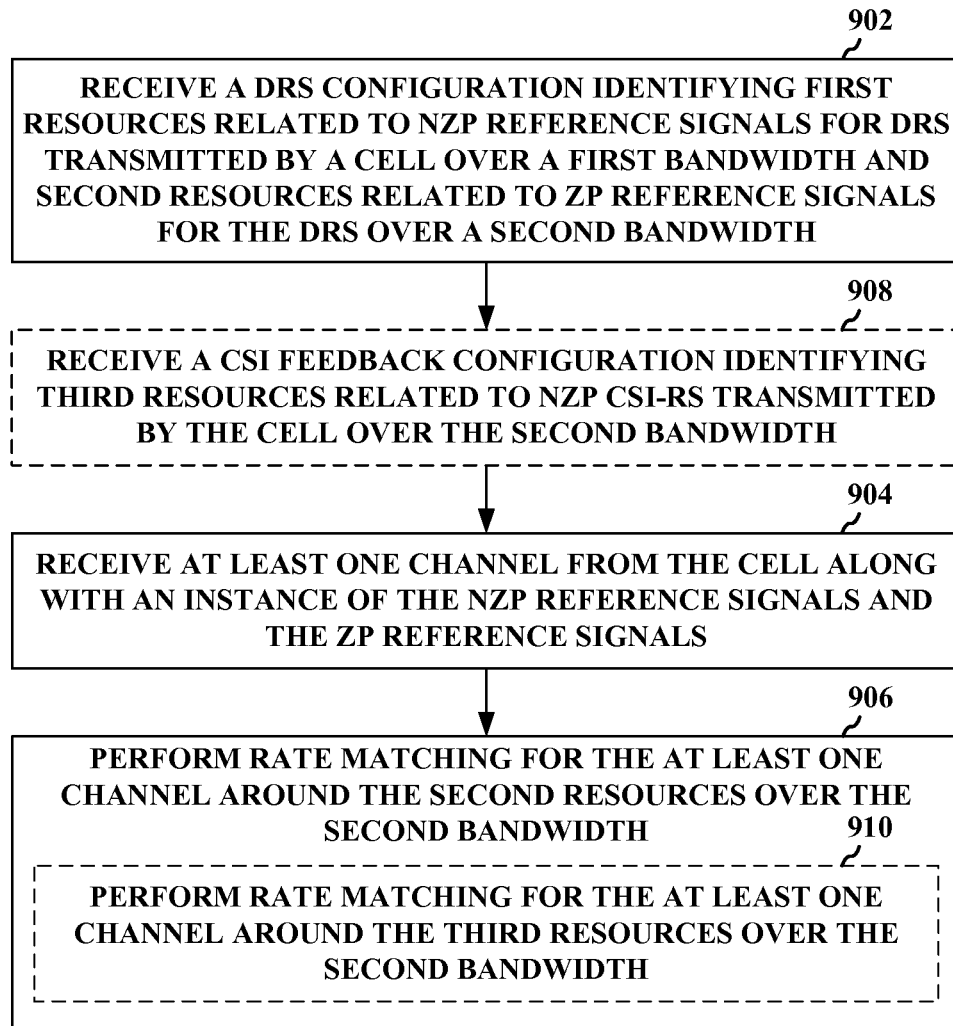 902
RECEIVE A DRS CONFIGURATION IDENTIFYING FIRST
RESOURCES RELATED TO NZP REFERENCE SIGNALS FOR DRS
TRANSMITTED BY A CELL OVER A FIRST BANDWIDTH AND
SECOND RESOURCES RELATED TO ZP REFERENCE SIGNALS
FOR THE DRS OVER A SECOND BANDWIDTH
908
RECEIVE A CSI FEEDBACK CONFIGURATION IDENTIFYING
THIRD RESOURCES RELATED TO NZP CSI-RS TRANSMITTED
BY THE CELL OVER THE SECOND BANDWIDTH
904
RECEIVE AT LEAST ONE CHANNEL FROM THE CELL ALONG
WITH AN INSTANCE OF THE NZP REFERENCE SIGNALS AND
THE ZP REFERENCE SIGNALS
906
PERFORM RATE MATCHING FOR THE AT LEAST ONE
CHANNEL AROUND THE SECOND RESOURCES OVER THE
SECOND BANDWIDTH
910
PERFORM RATE MATCHING FOR THE AT LEAST ONE
CHANNEL AROUND THE THIRD RESOURCES OVER THE
SECOND BANDWIDTH